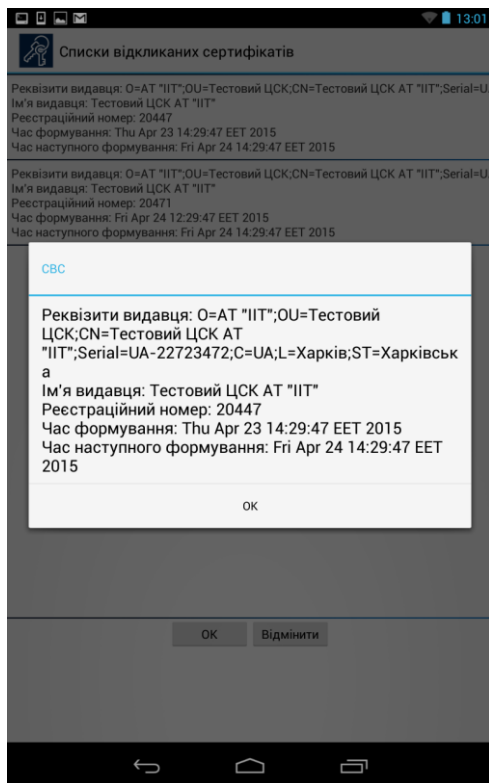 13:01
Списки відкликаних сертифікатів
Реквізити видавця: О=АТ "ІІТ";OU=Тестовий ЦСК;CN=Тестовий ЦСК АТ "ІІТ";Serial=U
Ім'я видавця: Тестовий ЦСК АТ "ІІТ"
Реєстраційний номер: 20447
Час формування: Thu Apr 23 14:29:47 EET 2015
Час наступного формування: Fri Apr 24 14:29:47 EET 2015
Реквізити видавця: О=АТ "ІІТ";OU=Тестовий ЦСК;CN=Тестовий ЦСК АТ "ІІТ";Serial=U
Ім'я видавця: Тестовий ЦСК АТ "ІІТ"
Реєстраційний номер: 20471
Час формування: Fri Apr 24 12:29:47 EET 2015
Час наступного формування: Fri Apr 24 14:29:47 EET 2015
СВС
Реквізити видавця: О=АТ "ІІТ";OU=Тестовий
ЦСК;CN=Тестовий ЦСК АТ
"ІІТ";Serial=UA-22723472;C=UA;L=Харків;ST=Харківськ
а
Ім'я видавця: Тестовий ЦСК АТ "ІІТ"
Реєстраційний номер: 20447
Час формування: Thu Apr 23 14:29:47 EET 2015
Час наступного формування: Fri Apr 24 14:29:47 EET
2015
ОК
ОК Відмінити